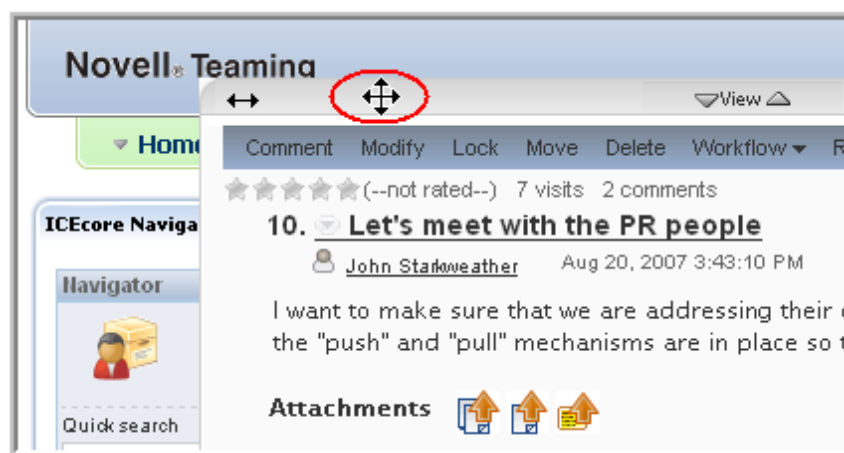 Novell® Teaming
View
Home
Comment Modify Lock Move Delete Workflow
(--not rated--) 7 visits 2 comments
ICEcore Naviga
10. Let's meet with the PR people
John Starkweather Aug 20, 2007 3:43:10 PM
Navigator
I want to make sure that we are addressing their
the "push" and "pull" mechanisms are in place so
Attachments
Quick search